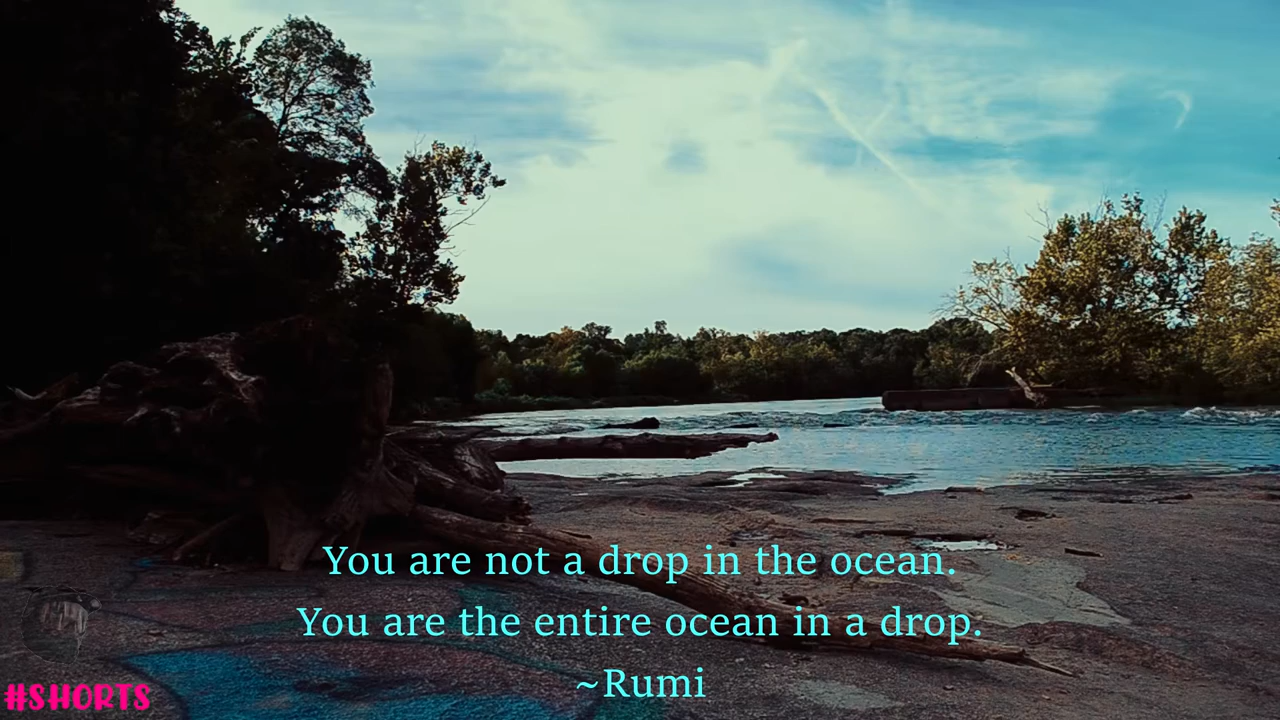 You are not a drop in the ocean.
You are the entire ocean in a drop.
~Rumi
#SHORTS